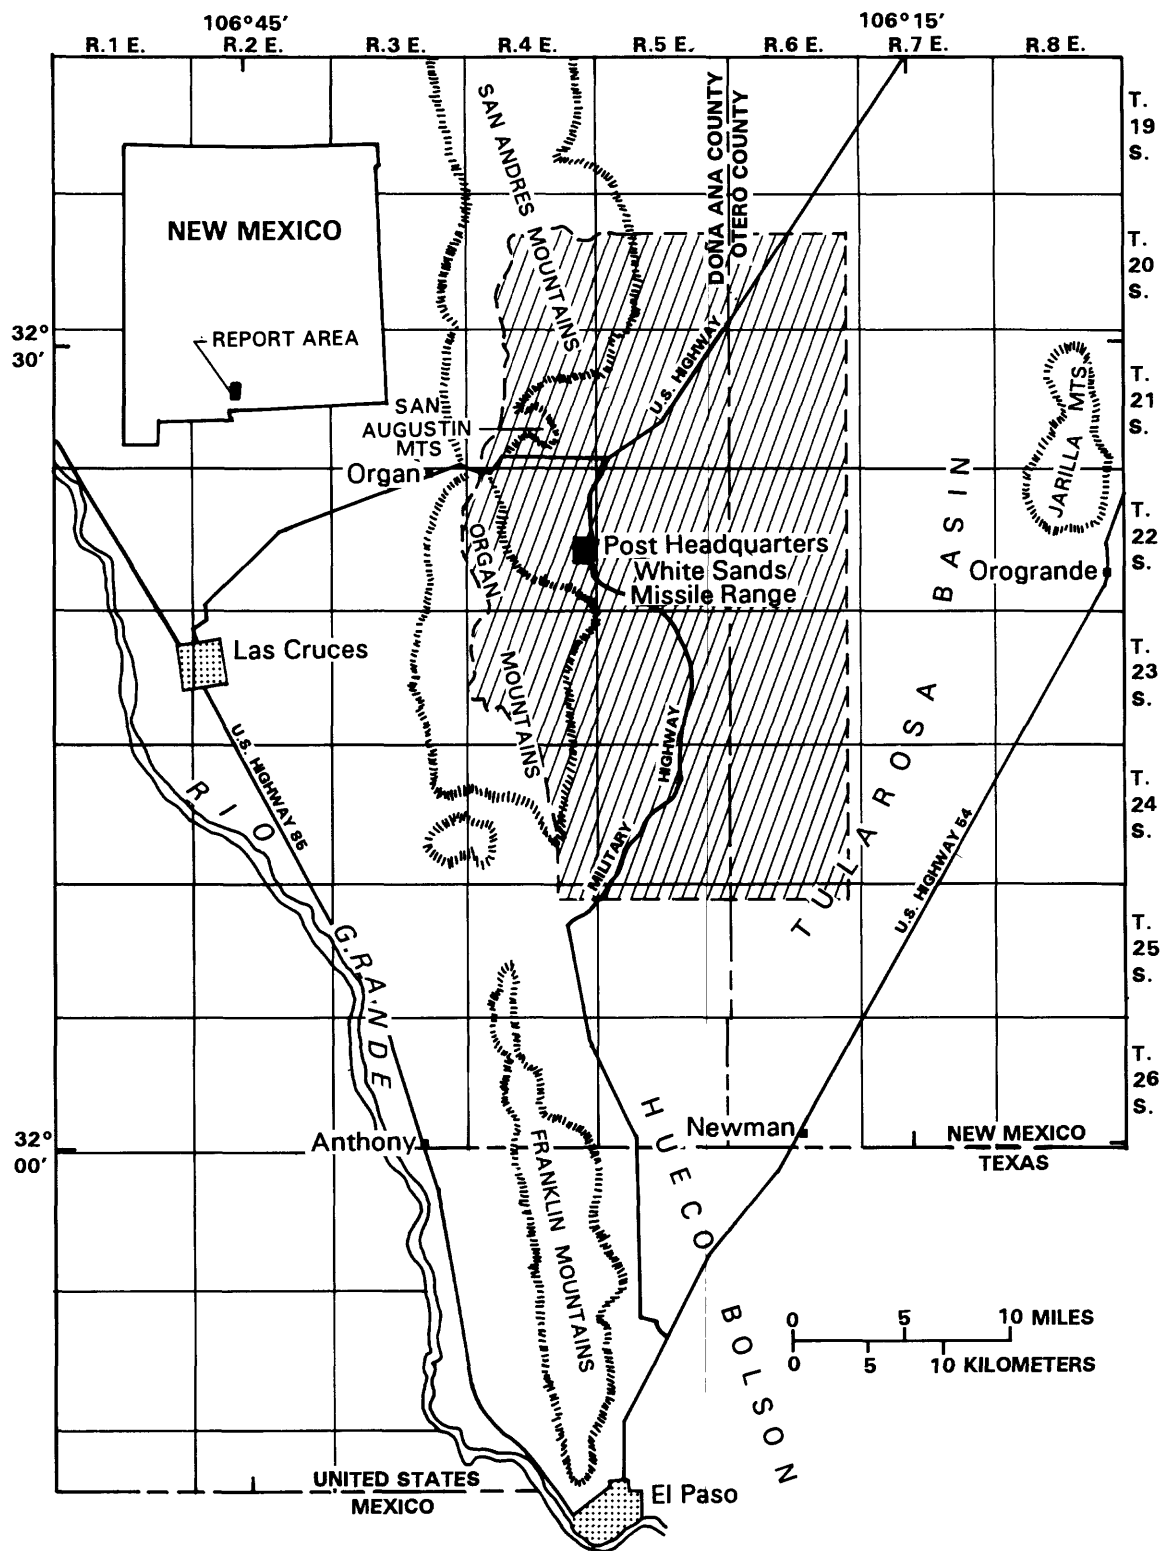 106°45′
106°15′
R.1 E.
R.2 E.
R.3 E.
R.4 E.
R.5 E.
R.6 E.
R.7 E.
R.8 E.
T.
19
S.
T.
20
S.
T.
21
S.
T.
22
S.
T.
23
S.
T.
24
S.
T.
25
S.
T.
26
S.
32°
30′
32°
00′
NEW MEXICO
REPORT AREA
SAN ANDRES MOUNTAINS
DOÑA ANA COUNTY
OTERO COUNTY
U.S. HIGHWAY
SAN
AUGUSTIN
MTS
Organ
ORGAN
MOUNTAINS
JARILLA MTS
Post Headquarters
White Sands
Missile Range
Orogrande
Las Cruces
U.S. HIGHWAY 85
RIO GRANDE
MILITARY HIGHWAY
TULAROSA BASIN
U.S. HIGHWAY 54
Anthony
Newman
NEW MEXICO
TEXAS
FRANKLIN MOUNTAINS
HUECO BOLSON
0 5 10 MILES
0 5 10 KILOMETERS
UNITED STATES
MEXICO
El Paso